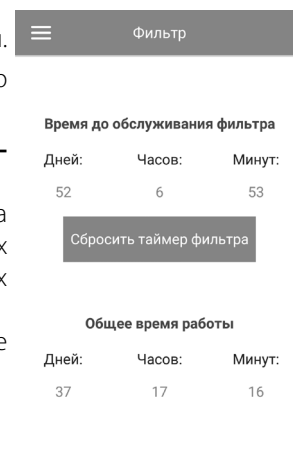 Фильтр
Время до обслуживания фильтра
Дней: Часов: Минут:
52 6 53
Сбросить таймер фильтра
Общее время работы
Дней: Часов: Минут:
37 17 16